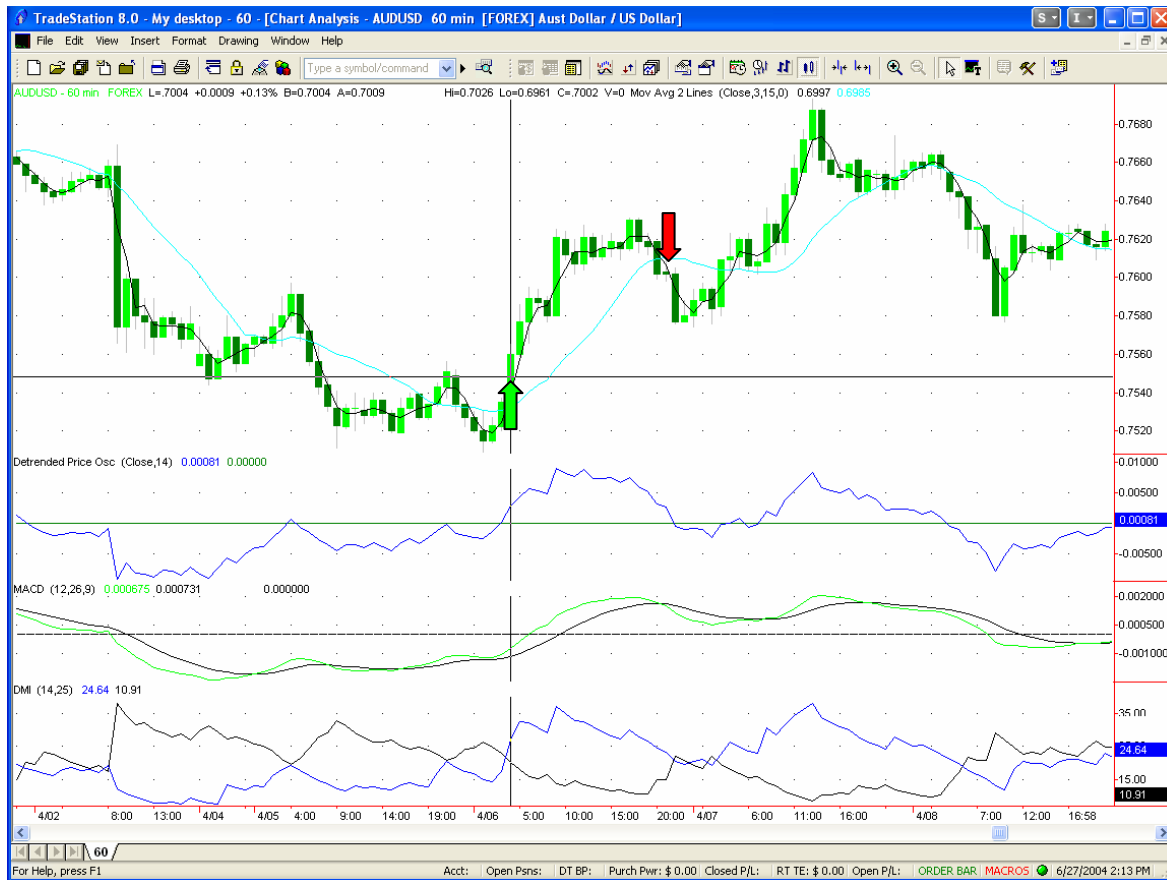 TradeStation 8.0 - My desktop - 60 - [Chart Analysis - AUDUSD 60 min [FOREX] Aust Dollar / US Dollar]
S
I
File Edit View Insert Format Drawing Window Help
Type a symbol/command
AUDUSD - 60 min FOREX L=.7004 +0.0009 +0.13% B=0.7004 A=0.7009 Hi=0.7026 Lo=0.6961 C=.7002 V=0 Mov Avg 2 Lines (Close,3,15,0) 0.6997 0.6985
0.7680
0.7660
0.7640
0.7620
0.7600
0.7580
0.7560
0.7540
0.7520
Detrended Price Osc (Close,14) 0.00081 0.00000
0.01000
0.00500
0.00081
-0.00500
MACD (12,26,9) 0.000675 0.000731 0.000000
0.002000
0.000500
-0.001000
DMI (14,25) 24.64 10.91
35.00
24.64
15.00
10.91
4/02 8:00 13:00 4/04 4/05 4:00 9:00 14:00 19:00 4/06 5:00 10:00 15:00 20:00 4/07 6:00 11:00 16:00 4/08 7:00 12:00 16:58
60
For Help, press F1 Acct: Open Psns: DT BP: Purch Pwr: $ 0.00 Closed P/L: RT TE: $ 0.00 Open P/L: ORDER BAR MACROS 6/27/2004 2:13 PM